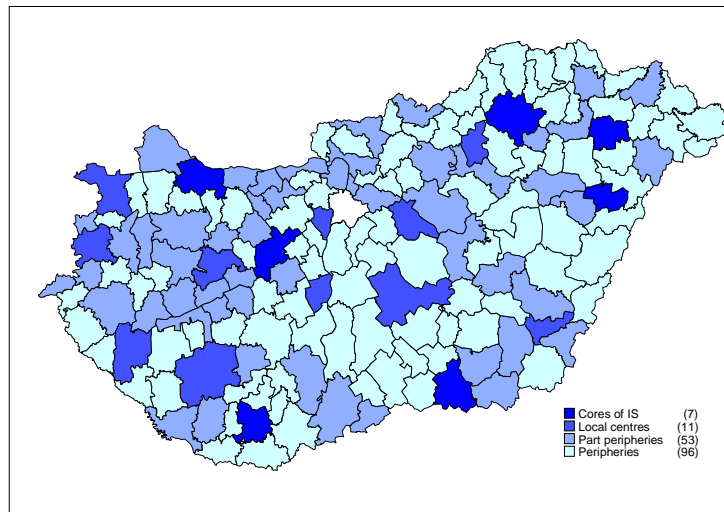 Cores of IS (7)
Local centres (11)
Part peripheries (53)
Peripheries (96)